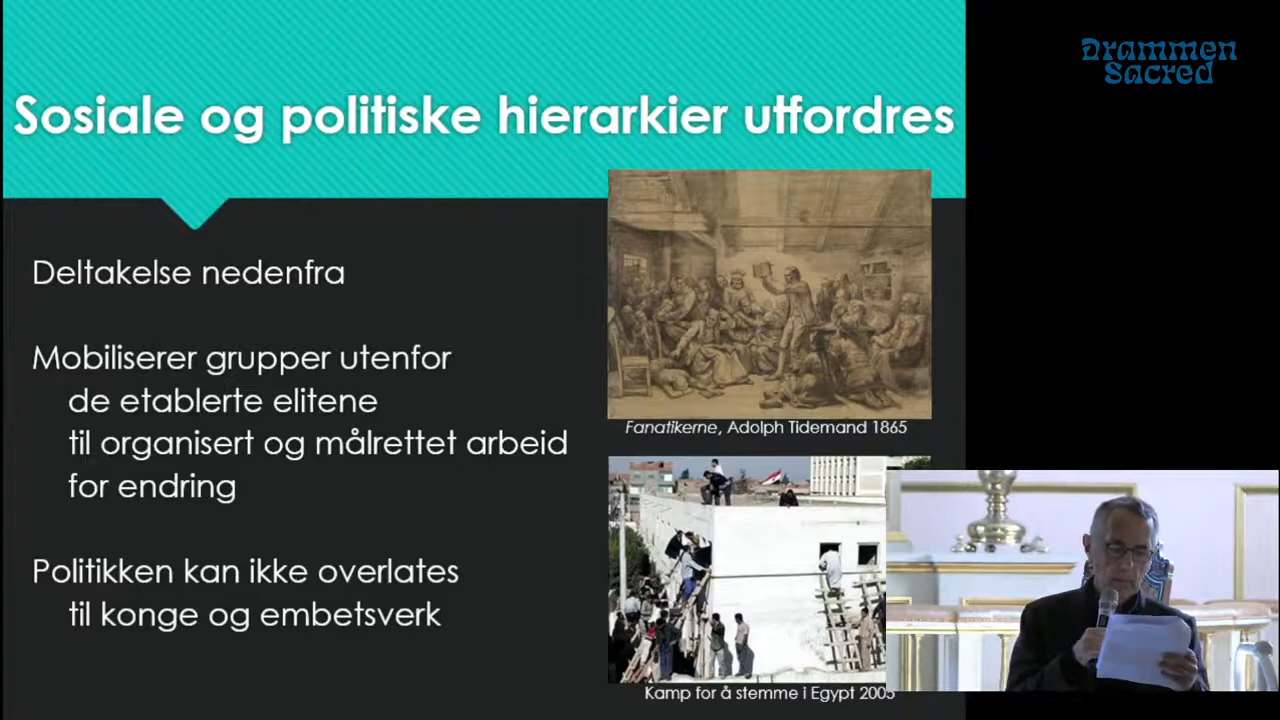 Drammen
Sacred
Sosiale og politiske hierarkier utfordres
Deltakelse nedenfra
Mobiliserer grupper utenfor
de etablerte elitene
til organisert og målrettet arbeid
for endring
Politikken kan ikke overlates
til konge og embetsverk
Fanatikerne, Adolph Tidemand 1865
Kamp for å stemme i Egypt 2005